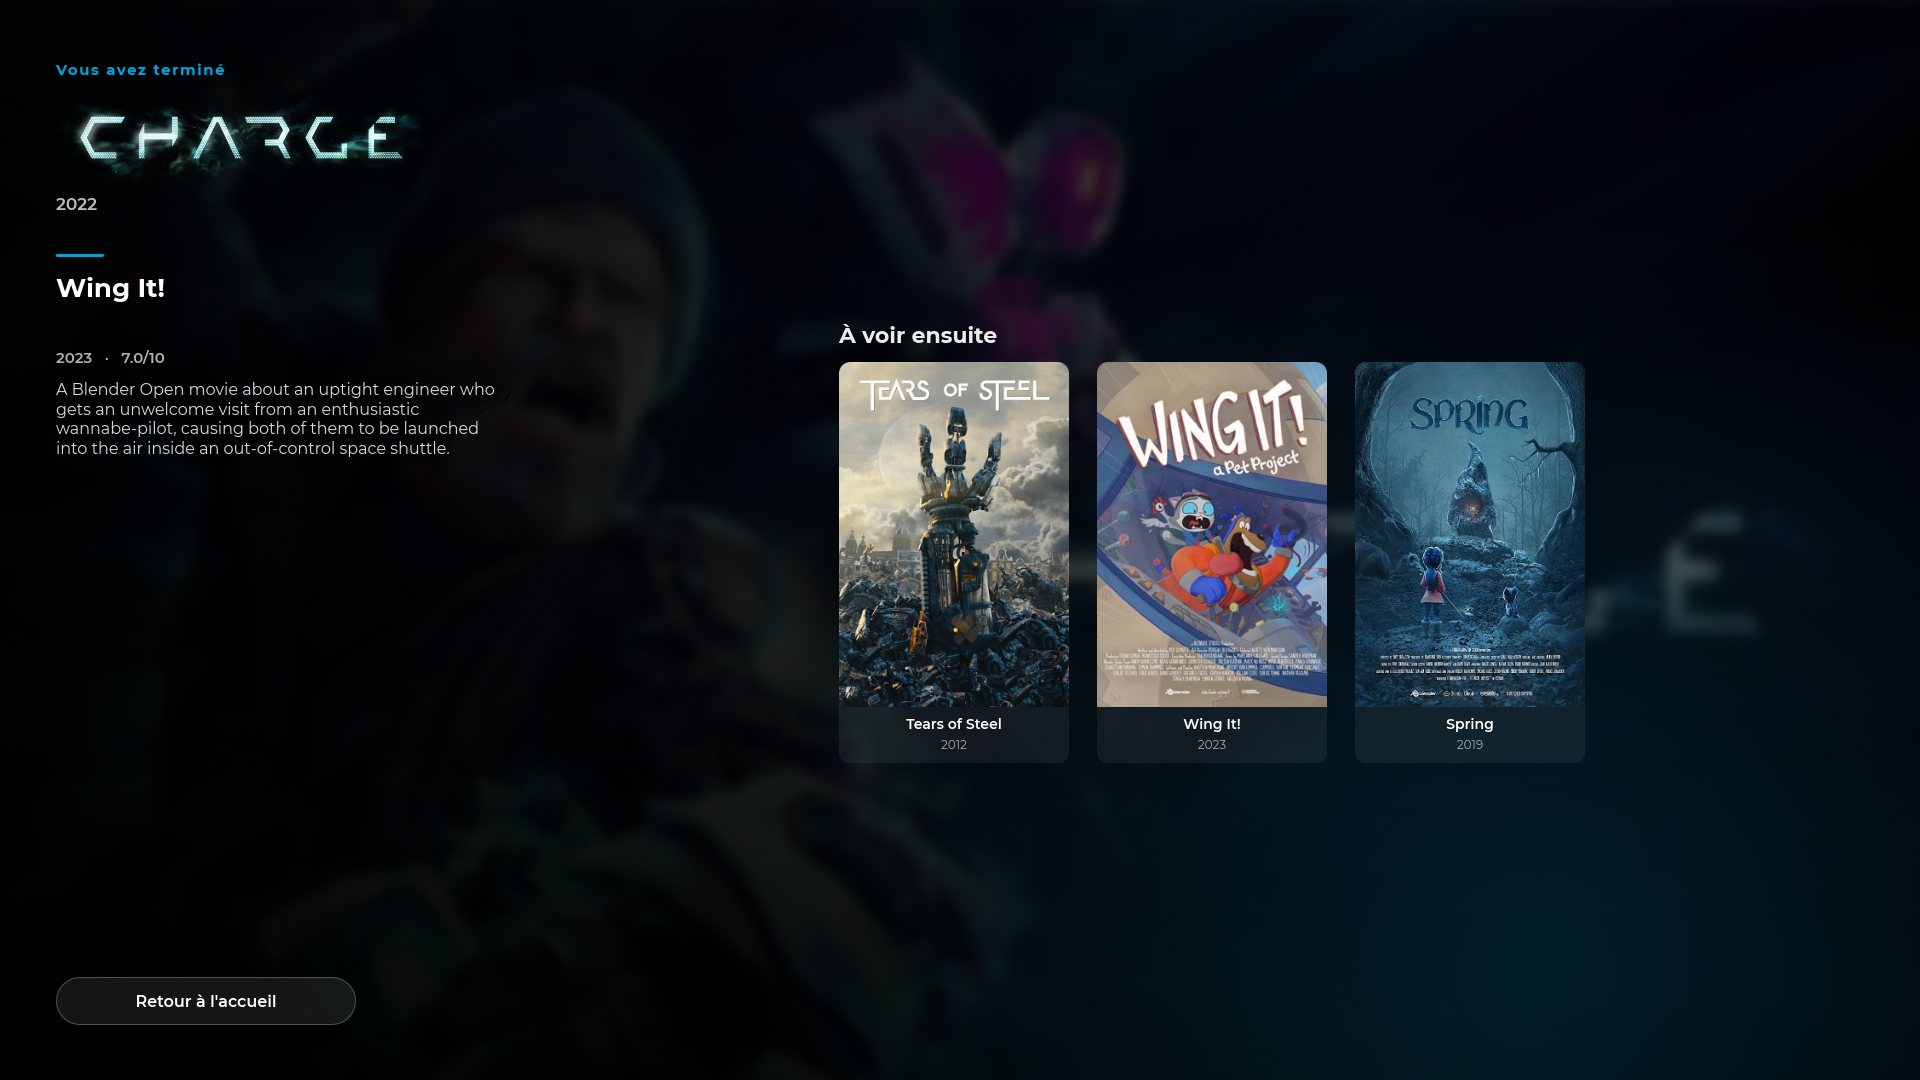 Vous avez terminé
CHARGE
2022
Wing It!
2023 · 7.0/10
A Blender Open movie about an uptight engineer who
gets an unwelcome visit from an enthusiastic
wannabe-pilot, causing both of them to be launched
into the air inside an out-of-control space shuttle.
À voir ensuite
TEARS OF STEEL
WING IT!
a Pet Project
SPRING
Tears of Steel
2012
Wing It!
2023
Spring
2019
Retour à l'accueil